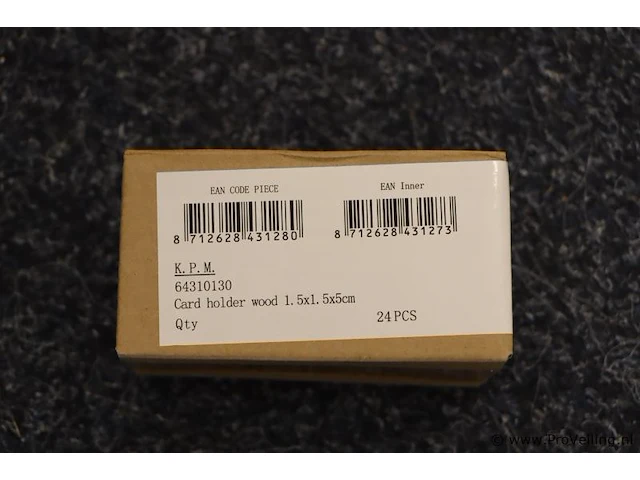 EAN CODE PIECE
EAN Inner
8 712628 431280
8 712628 431273
K.P.M.
64310130
Card holder wood 1.5x1.5x5cm
Qty 24PCS
© www.ProVeiling.nl